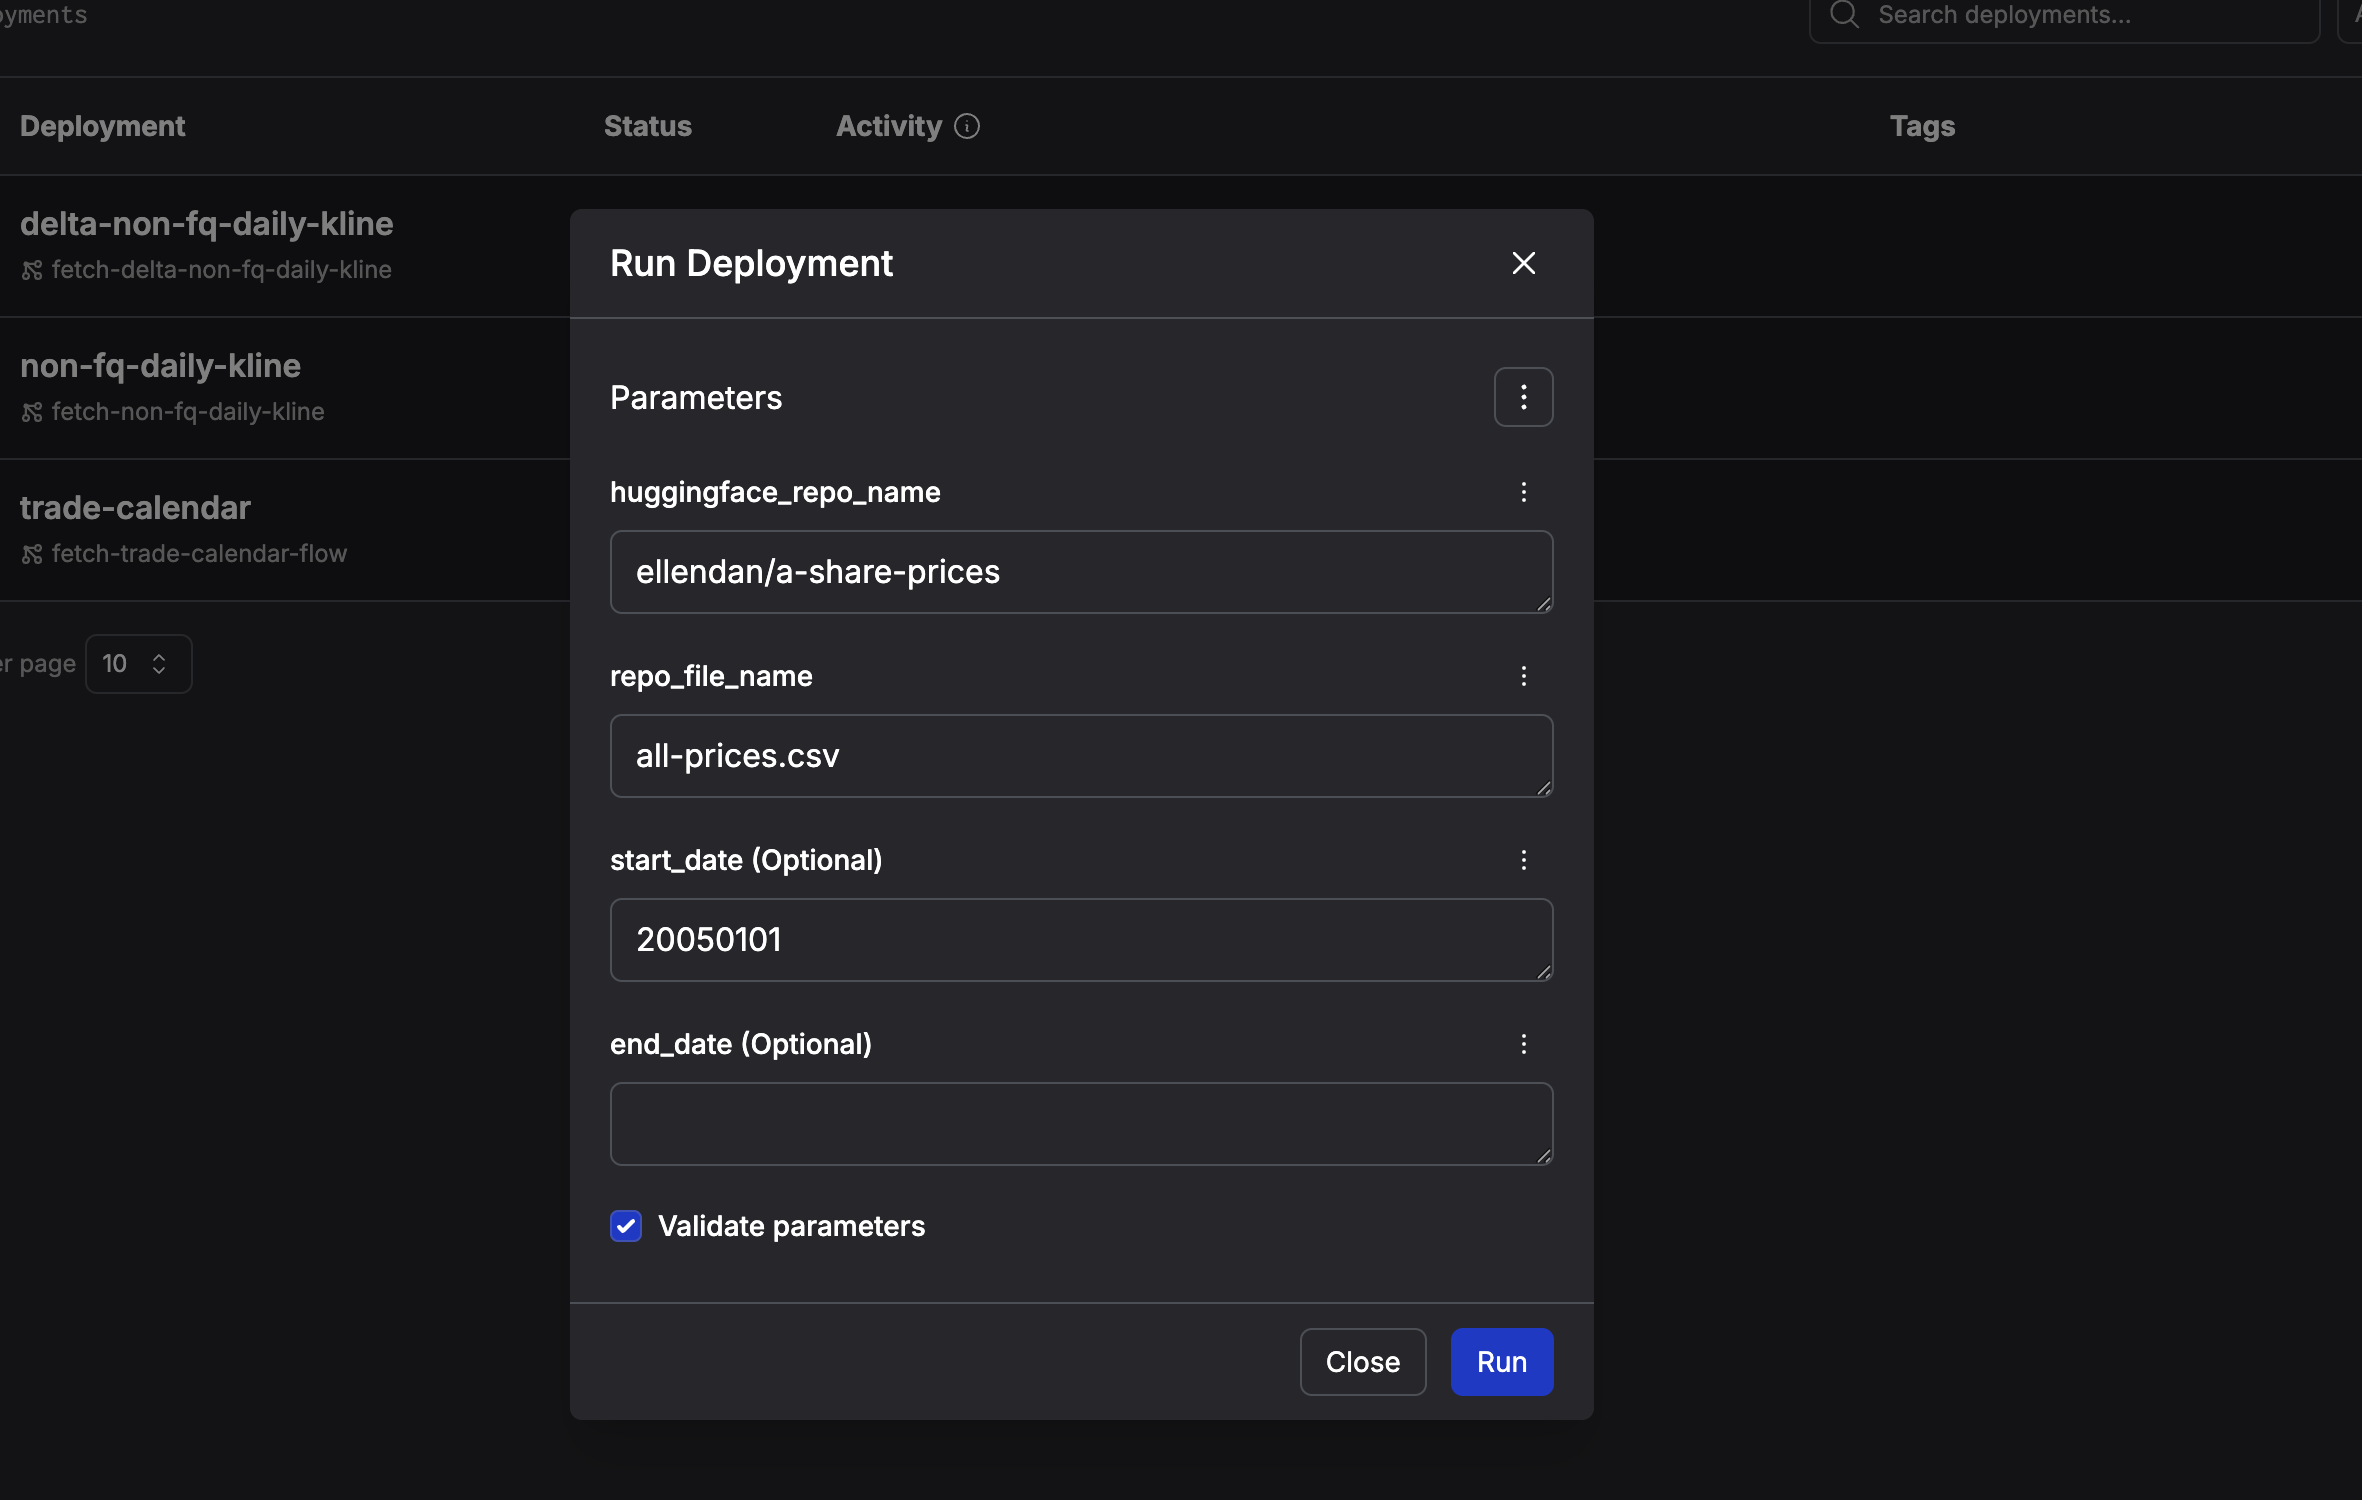 Search deployments...
Deployment Status Activity Tags
delta-non-fq-daily-kline
fetch-delta-non-fq-daily-kline
non-fq-daily-kline
fetch-non-fq-daily-kline
trade-calendar
fetch-trade-calendar-flow
page 10
Run Deployment
Parameters
huggingface_repo_name
ellendan/a-share-prices
repo_file_name
all-prices.csv
start_date (Optional)
20050101
end_date (Optional)
Validate parameters
Close Run